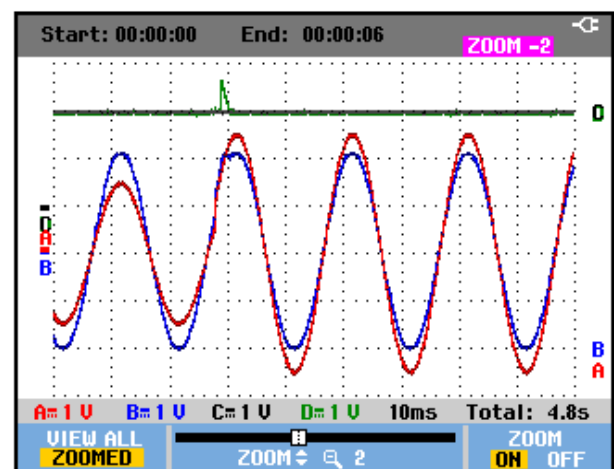 Start: 00:00:00 End: 00:00:06
ZOOM -2
D
D
A
B
B
A
A≂1 V B≂1 V C≂1 V D≂1 V 10ms Total: 4.8s
VIEW ALL ZOOM
ZOOMED ZOOM 2 ON OFF